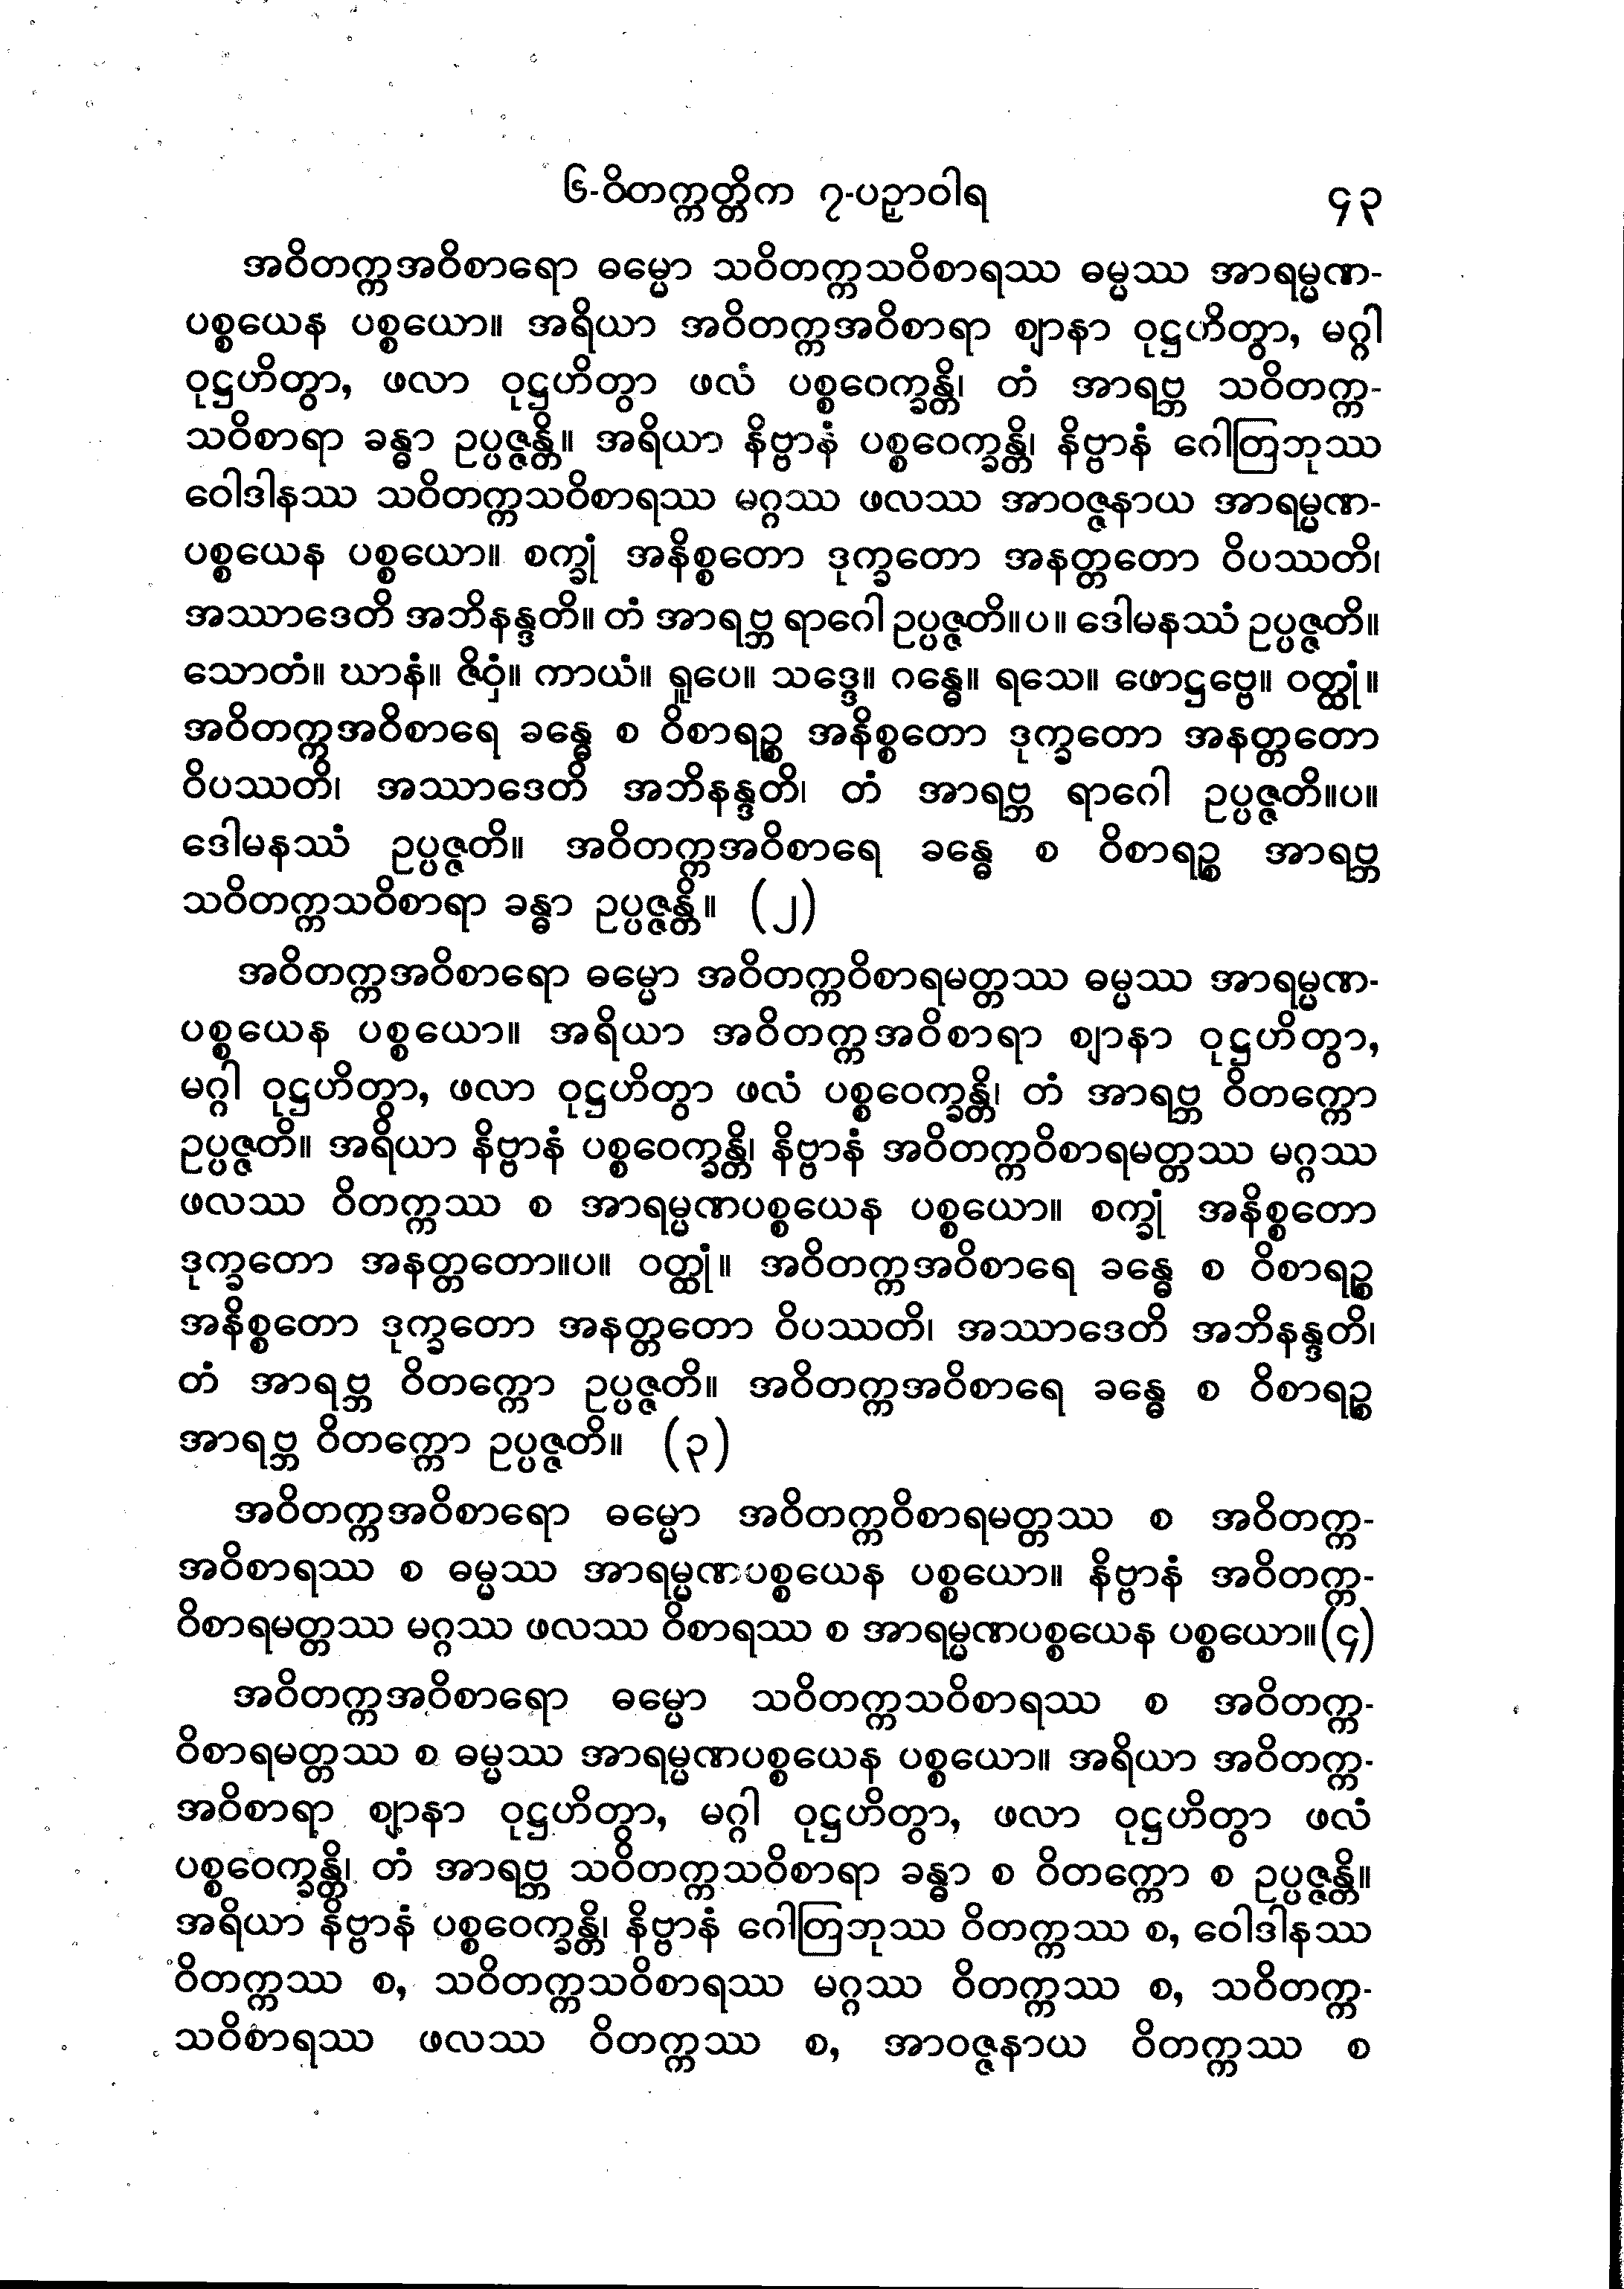 ၆-ဝိတက္ကတ္တိက ၇-ပဉှာဝါရ ၄၃
အဝိတက္ကအဝိစာရော ဓမ္မော သဝိတက္ကသဝိစာရဿ ဓမ္မဿ အာရမ္မဏ-
ပစ္စယေန ပစ္စယော။ အရိယာ အဝိတက္ကအဝိစာရာ ဈာနာ ဝုဋ္ဌဟိတွာ, မဂ္ဂါ
ဝုဋ္ဌဟိတွာ, ဖလာ ဝုဋ္ဌဟိတွာ ဖလံ ပစ္စဝေက္ခန္တိ၊ တံ အာရဗ္ဘ သဝိတက္က-
သဝိစာရာ ခန္ဓာ ဥပ္ပဇ္ဇန္တိ။ အရိယာ နိဗ္ဗာနံ ပစ္စဝေက္ခန္တိ၊ နိဗ္ဗာနံ ဂေါတြဘုဿ
ဝေါဒါနဿ သဝိတက္ကသဝိစာရဿ မဂ္ဂဿ ဖလဿ အာဝဇ္ဇနာယ အာရမ္မဏ-
ပစ္စယေန ပစ္စယော။ စက္ခုံ အနိစ္စတော ဒုက္ခတော အနတ္တတော ဝိပဿတိ၊
အဿာဒေတိ အဘိနန္ဒတိ။ တံ အာရဗ္ဘ ရာဂေါ ဥပ္ပဇ္ဇတိ။ပ။ ဒေါမနဿံ ဥပ္ပဇ္ဇတိ။
သောတံ။ ဃာနံ။ ဇိဝှံ။ ကာယံ။ ရူပေ။ သဒ္ဒေ။ ဂန္ဓေ။ ရသေ။ ဖောဋ္ဌဗ္ဗေ။ ဝတ္ထုံ။
အဝိတက္ကအဝိစာရေ ခန္ဓေ စ ဝိစာရဉ္စ အနိစ္စတော ဒုက္ခတော အနတ္တတော
ဝိပဿတိ၊ အဿာဒေတိ အဘိနန္ဒတိ၊ တံ အာရဗ္ဘ ရာဂေါ ဥပ္ပဇ္ဇတိ။ပ။
ဒေါမနဿံ ဥပ္ပဇ္ဇတိ။ အဝိတက္ကအဝိစာရေ ခန္ဓေ စ ဝိစာရဉ္စ အာရဗ္ဘ
သဝိတက္ကသဝိစာရာ ခန္ဓာ ဥပ္ပဇ္ဇန္တိ။ (၂)
အဝိတက္ကအဝိစာရော ဓမ္မော အဝိတက္ကဝိစာရမတ္တဿ ဓမ္မဿ အာရမ္မဏ-
ပစ္စယေန ပစ္စယော။ အရိယာ အဝိတက္ကအဝိစာရာ ဈာနာ ဝုဋ္ဌဟိတွာ,
မဂ္ဂါ ဝုဋ္ဌဟိတွာ, ဖလာ ဝုဋ္ဌဟိတွာ ဖလံ ပစ္စဝေက္ခန္တိ၊ တံ အာရဗ္ဘ ဝိတက္ကော
ဥပ္ပဇ္ဇတိ။ အရိယာ နိဗ္ဗာနံ ပစ္စဝေက္ခန္တိ၊ နိဗ္ဗာနံ အဝိတက္ကဝိစာရမတ္တဿ မဂ္ဂဿ
ဖလဿ ဝိတက္ကဿ စ အာရမ္မဏပစ္စယေန ပစ္စယော။ စက္ခုံ အနိစ္စတော
ဒုက္ခတော အနတ္တတော။ပ။ ဝတ္ထုံ။ အဝိတက္ကအဝိစာရေ ခန္ဓေ စ ဝိစာရဉ္စ
အနိစ္စတော ဒုက္ခတော အနတ္တတော ဝိပဿတိ၊ အဿာဒေတိ အဘိနန္ဒတိ၊
တံ အာရဗ္ဘ ဝိတက္ကော ဥပ္ပဇ္ဇတိ။ အဝိတက္ကအဝိစာရေ ခန္ဓေ စ ဝိစာရဉ္စ
အာရဗ္ဘ ဝိတက္ကော ဥပ္ပဇ္ဇတိ။ (၃)
အဝိတက္ကအဝိစာရော ဓမ္မော အဝိတက္ကဝိစာရမတ္တဿ စ အဝိတက္က-
အဝိစာရဿ စ ဓမ္မဿ အာရမ္မဏပစ္စယေန ပစ္စယော။ နိဗ္ဗာနံ အဝိတက္က-
ဝိစာရမတ္တဿ မဂ္ဂဿ ဖလဿ ဝိစာရဿ စ အာရမ္မဏပစ္စယေန ပစ္စယော။ (၄)
အဝိတက္ကအဝိစာရော ဓမ္မော သဝိတက္ကသဝိစာရဿ စ အဝိတက္က-
ဝိစာရမတ္တဿ စ ဓမ္မဿ အာရမ္မဏပစ္စယေန ပစ္စယော။ အရိယာ အဝိတက္က-
အဝိစာရာ ဈာနာ ဝုဋ္ဌဟိတွာ, မဂ္ဂါ ဝုဋ္ဌဟိတွာ, ဖလာ ဝုဋ္ဌဟိတွာ ဖလံ
ပစ္စဝေက္ခန္တိ၊ တံ အာရဗ္ဘ သဝိတက္ကသဝိစာရာ ခန္ဓာ စ ဝိတက္ကော စ ဥပ္ပဇ္ဇန္တိ။
အရိယာ နိဗ္ဗာနံ ပစ္စဝေက္ခန္တိ၊ နိဗ္ဗာနံ ဂေါတြဘုဿ ဝိတက္ကဿ စ, ဝေါဒါနဿ
ဝိတက္ကဿ စ, သဝိတက္ကသဝိစာရဿ မဂ္ဂဿ ဝိတက္ကဿ စ, သဝိတက္က-
သဝိစာရဿ ဖလဿ ဝိတက္ကဿ စ, အာဝဇ္ဇနာယ ဝိတက္ကဿ စ